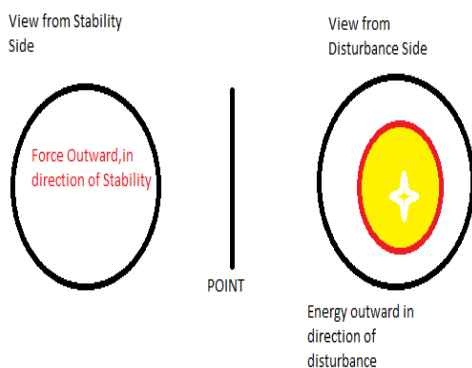 View from Stability
Side
View from
Disturbance Side
Force Outward,in
direction of Stability
POINT
Energy outward in
direction of
disturbance